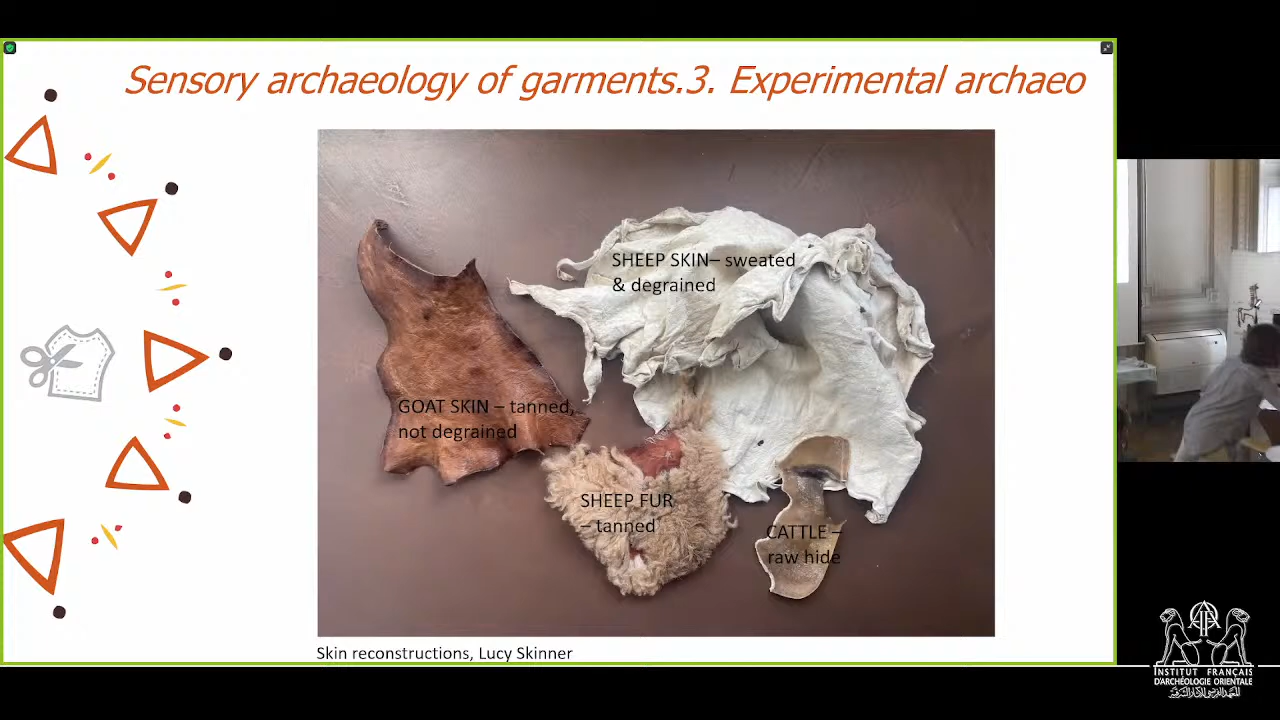 Sensory archaeology of garments.3. Experimental archaeo
SHEEP SKIN– sweated
& degrained
GOAT SKIN – tanned,
not degrained
SHEEP FUR
– tanned
CATTLE –
raw hide
Skin reconstructions, Lucy Skinner
INSTITUT FRANÇAIS
D'ARCHÉOLOGIE ORIENTALE